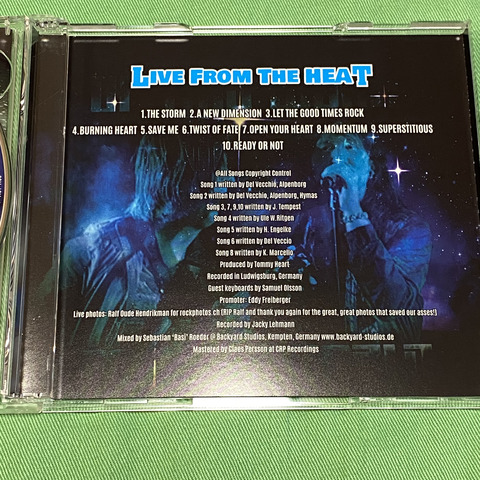 LIVE FROM THE HEAT
1.THE STORM 2.A NEW DIMENSION 3.LET THE GOOD TIMES ROCK
4.BURNING HEART 5.SAVE ME 6.TWIST OF FATE 7.OPEN YOUR HEART 8.MOMENTUM 9.SUPERSTITIOUS
10.READY OR NOT
@All Songs Copyright Control
Song 1 written by Del Vecchio, Alpenborg
Song 2 written by Del Vecchio, Alpenborg, Hymas
Song 3, 7, 9,10 written by J. Tempest
Song 4 written by Ule W.Ritgen
Song 5 written by N. Engelke
Song 6 written by Del Veccio
Song 8 written by K. Marcello
Produced by Tommy Heart
Recorded in Ludwigsburg, Germany
Guest keyboards by Samuel Olsson
Promoter: Eddy Freiberger
Live photos: Ralf Oude Hendrikman for rockphotos.ch (RIP Ralf and thank you again for the great, great photos that saved our asses!)
Recorded by Jacky Lehmann
Mixed by Sebastian "Basi" Roeder @ Backyard Studios, Kempten, Germany www.backyard-studios.de
Mastered by Claes Persson at CRP Recordings